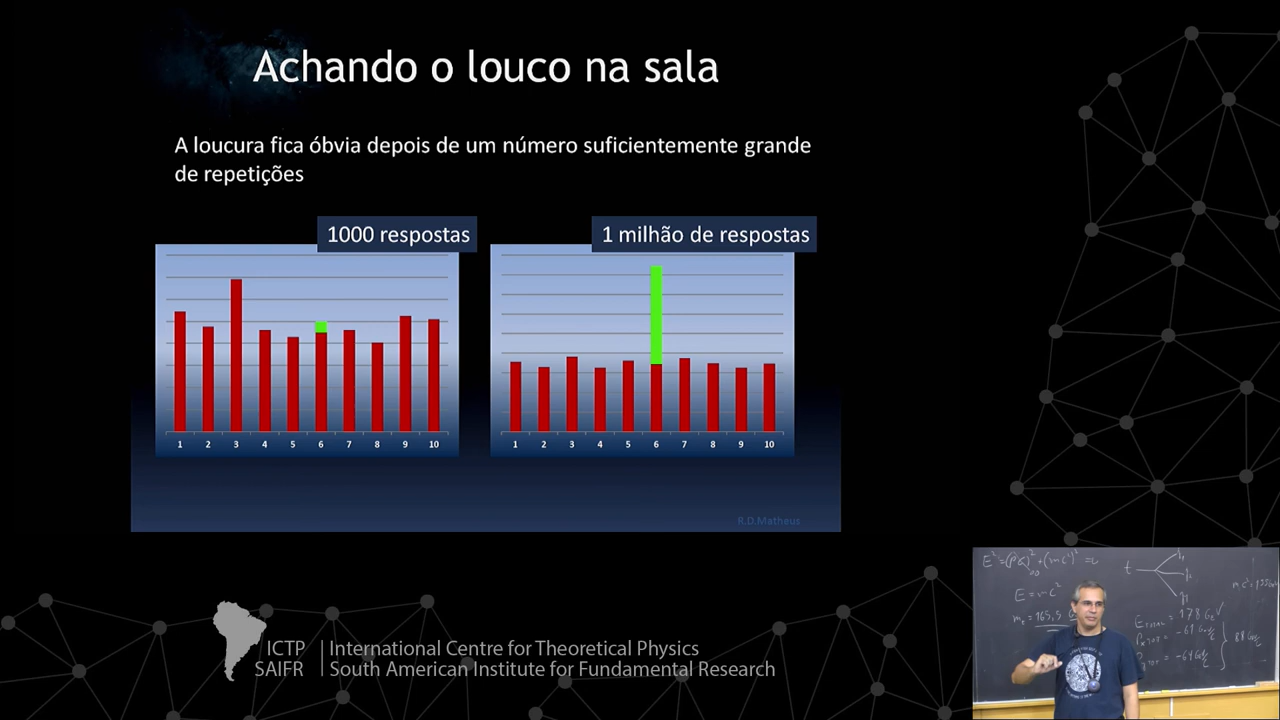 Achando o louco na sala
A loucura fica óbvia depois de um número suficientemente grande
de repetições
1000 respostas
1 milhão de respostas
1 2 3 4 5 6 7 8 9 10
1 2 3 4 5 6 7 8 9 10
R.D.Matheus
ICTP
SAIFR
International Centre for Theoretical Physics
South American Institute for Fundamental Research
E = mc²